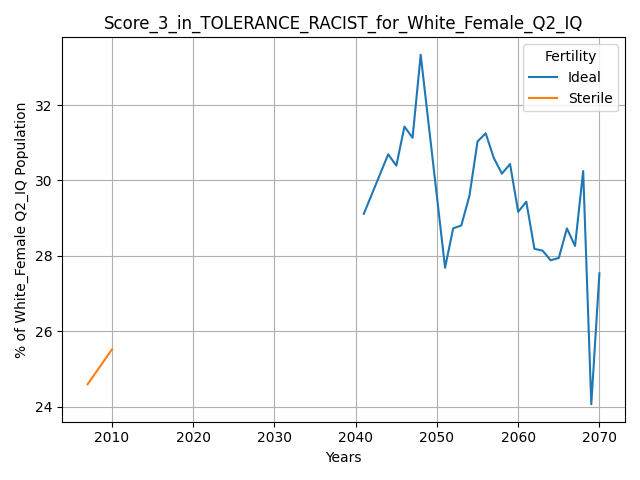 Score_3_in_TOLERANCE_RACIST_for_White_Female_Q2_IQ
Fertility
Ideal
Sterile
% of White_Female Q2_IQ Population
32
30
28
26
24
2010
2020
2030
2040
2050
2060
2070
Years